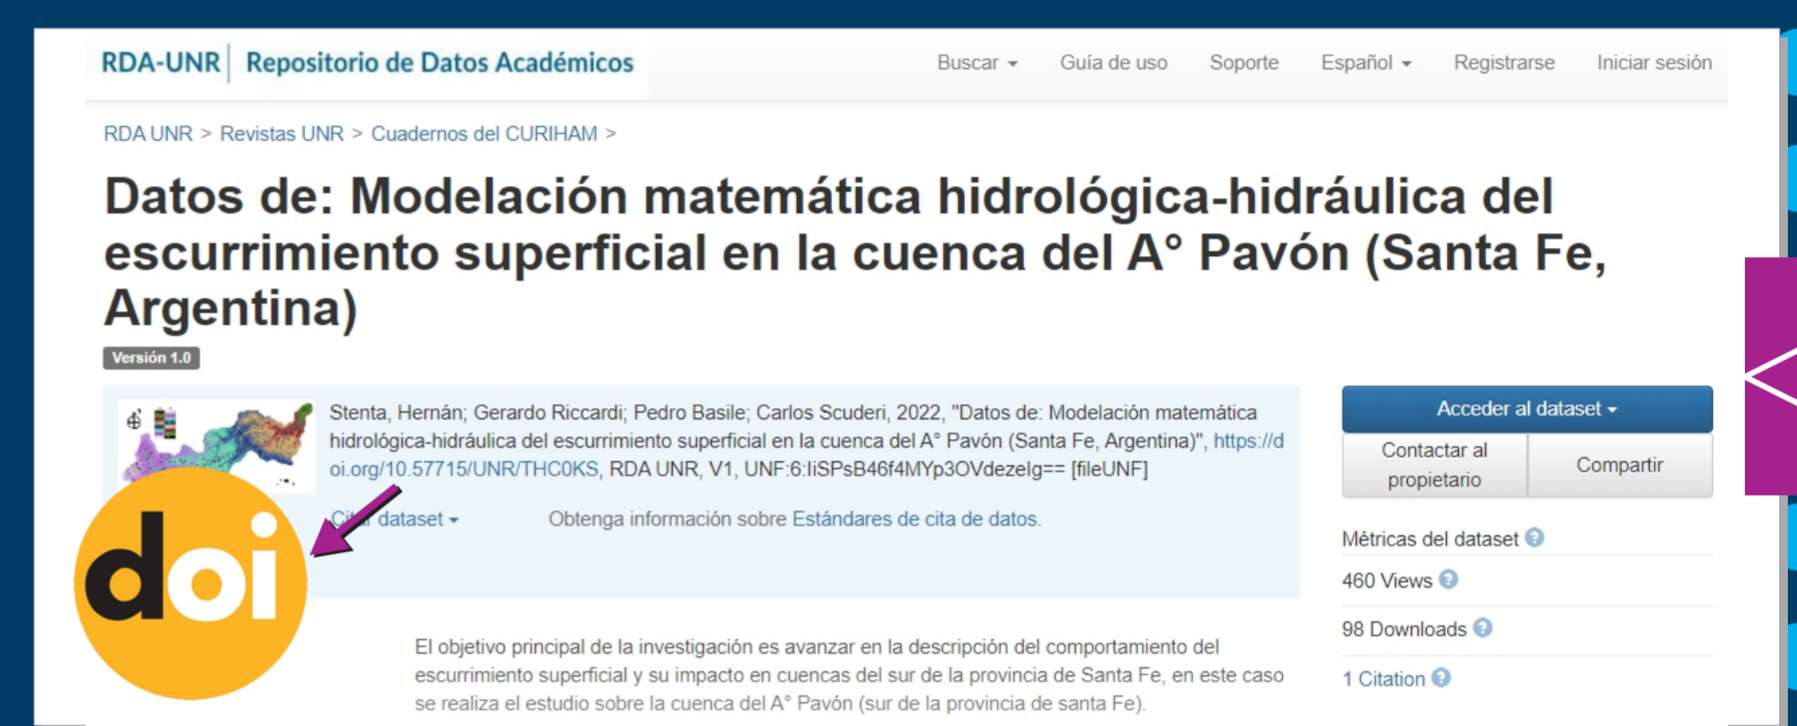 RDA-UNR Repositorio de Datos Académicos
Buscar Guía de uso Soporte Español Registrarse Iniciar sesión
RDA UNR > Revistas UNR > Cuadernos del CURIHAM >
Datos de: Modelación matemática hidrológica-hidráulica del
escurrimiento superficial en la cuenca del A° Pavón (Santa Fe,
Argentina)
Versión 1.0
Stenta, Hernán; Gerardo Riccardi; Pedro Basile; Carlos Scuderi, 2022, "Datos de: Modelación matemática
hidrológica-hidráulica del escurrimiento superficial en la cuenca del A° Pavón (Santa Fe, Argentina)", https://d
oi.org/10.57715/UNR/THC0KS, RDA UNR, V1, UNF:6:IiSPsB46f4MYp3OVdezelg== [fileUNF]
Citar dataset Obtenga información sobre Estándares de cita de datos.
doi
El objetivo principal de la investigación es avanzar en la descripción del comportamiento del
escurrimiento superficial y su impacto en cuencas del sur de la provincia de Santa Fe, en este caso
se realiza el estudio sobre la cuenca del A° Pavón (sur de la provincia de santa Fe).
Acceder al dataset
Contactar al
propietario
Compartir
Métricas del dataset ?
460 Views ?
98 Downloads ?
1 Citation ?